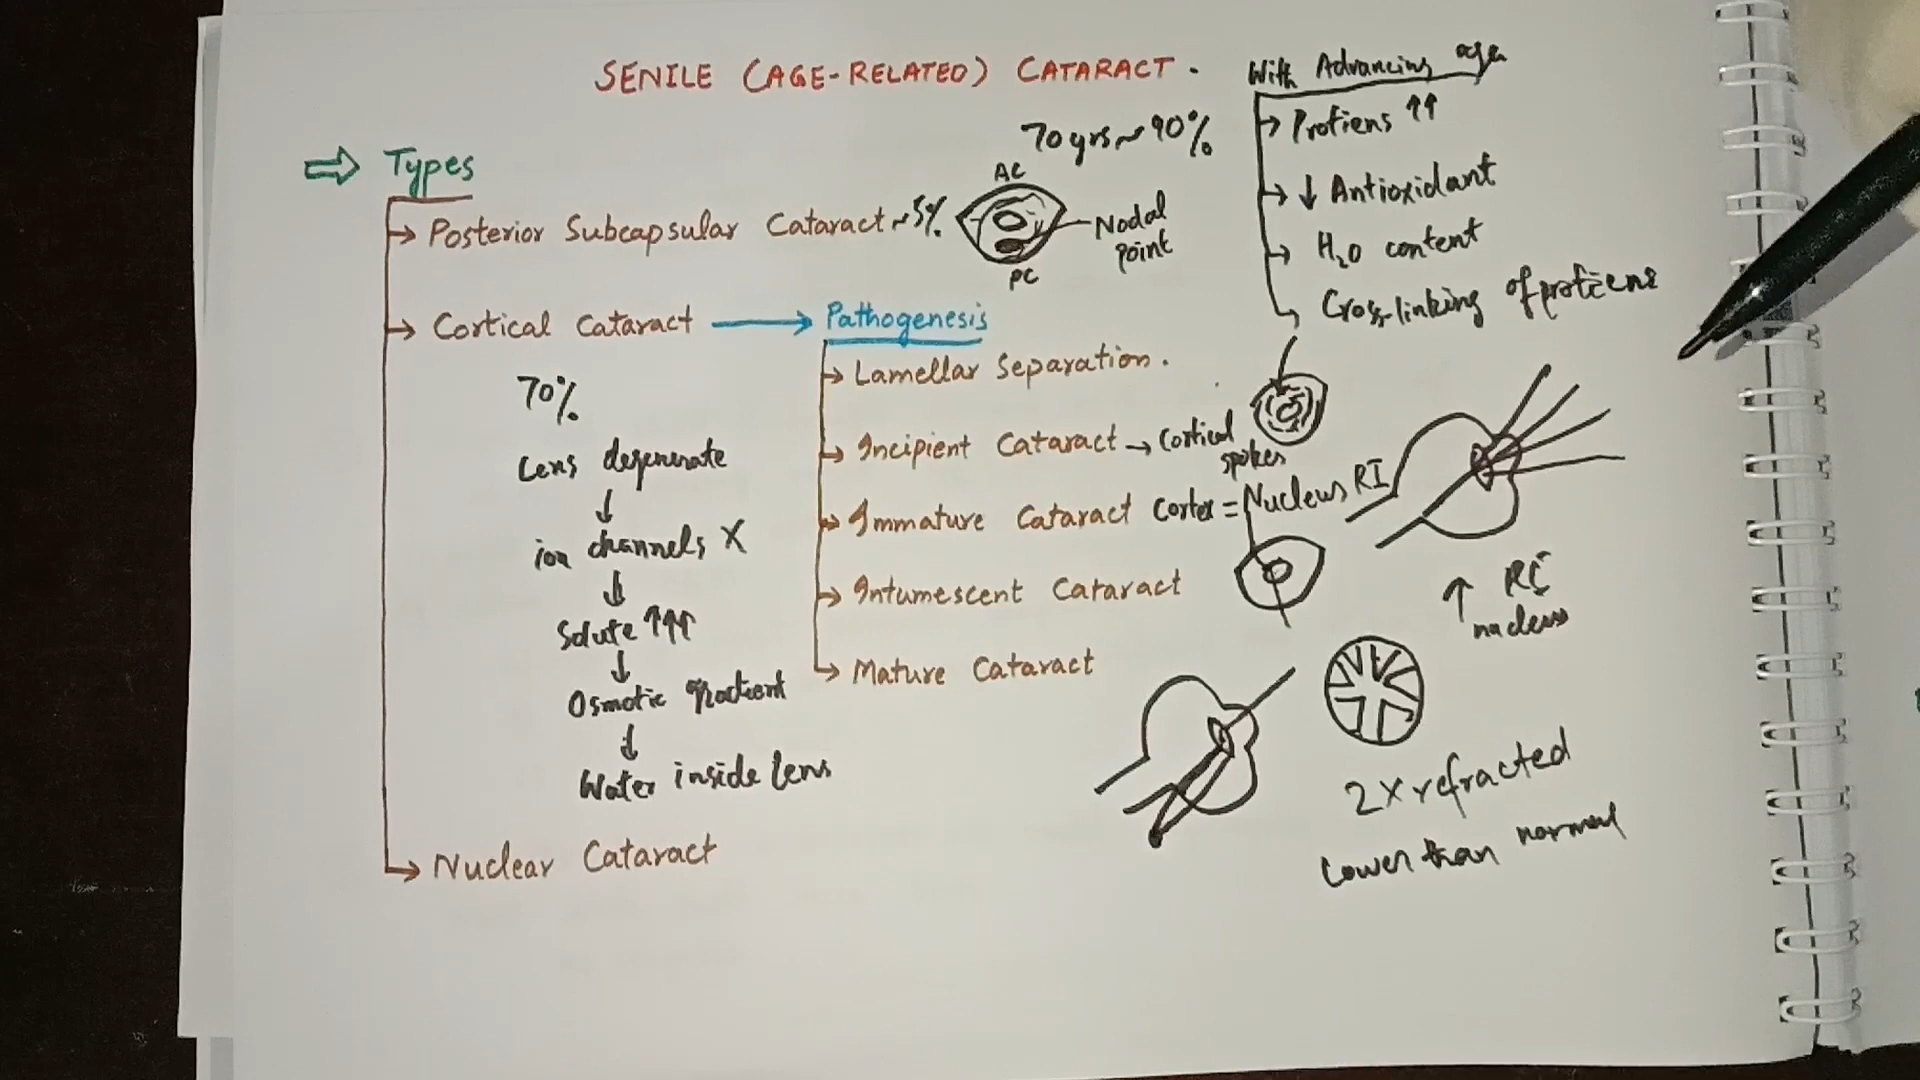 SENILE (AGE-RELATED) CATARACT.
With Advancing age
Protiens ↑↑
↓ Antioxidant
H₂O content
Cross-linking of protiens
70 yrs ~ 90%
⇒ Types
Posterior Subcapsular Cataract ~5%
AC
PC
Nodal
point
Cortical Cataract → Pathogenesis
Lamellar Separation.
Incipient Cataract → Cortical
spokes
Immature Cataract Cortex = Nucleus RI
Intumescent Cataract
Mature Cataract
70%
Lens degenerate
↓
ion channels X
↓
Solute ↑↑↑
↓
Osmotic gradient
↓
Water inside lens
↑ RI
nucleus
2X refracted
Lower than normal
Nuclear Cataract